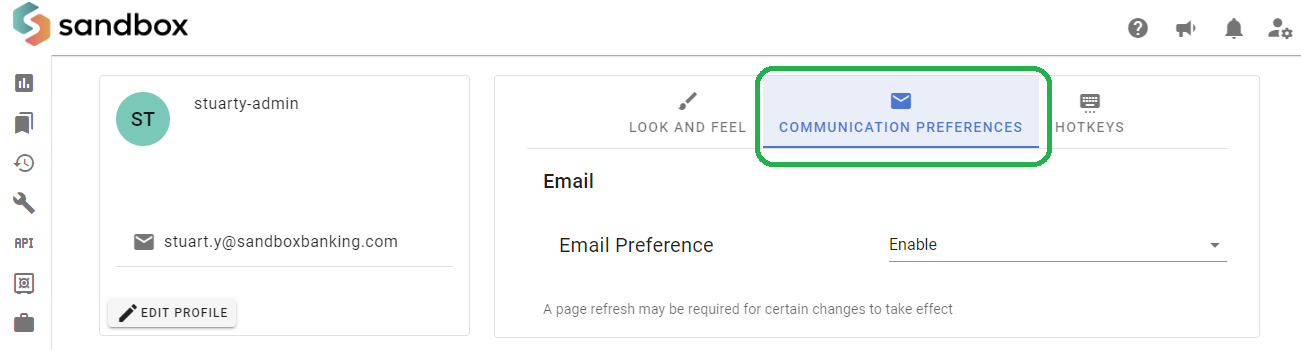 sandbox
API
ST
stuarty-admin
stuart.y@sandboxbanking.com
EDIT PROFILE
LOOK AND FEEL
COMMUNICATION PREFERENCES
HOTKEYS
Email
Email Preference
Enable
A page refresh may be required for certain changes to take effect